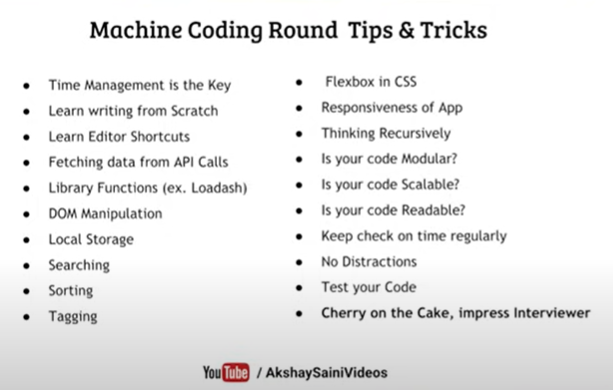 Machine Coding Round Tips & Tricks
• Time Management is the Key
• Learn writing from Scratch
• Learn Editor Shortcuts
• Fetching data from API Calls
• Library Functions (ex. Loadash)
• DOM Manipulation
• Local Storage
• Searching
• Sorting
• Tagging
• Flexbox in CSS
• Responsiveness of App
• Thinking Recursively
• Is your code Modular?
• Is your code Scalable?
• Is your code Readable?
• Keep check on time regularly
• No Distractions
• Test your Code
• Cherry on the Cake, impress Interviewer
YouTube / AkshaySainiVideos